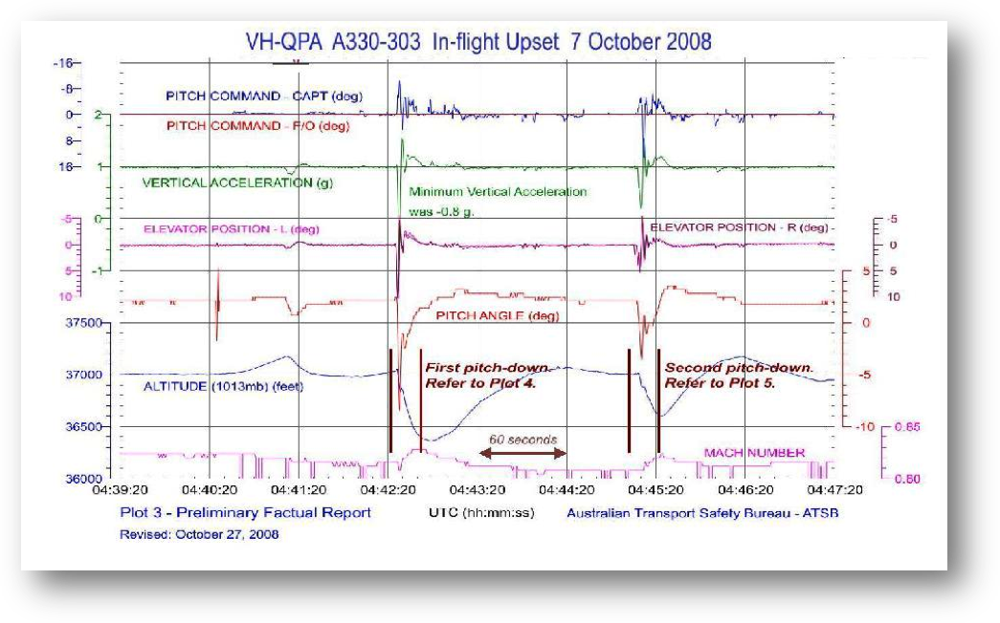 VH-QPA A330-303 In-flight Upset 7 October 2008
-16
-8
0
8
16
2
1
0
-1
PITCH COMMAND - CAPT (deg)
PITCH COMMAND - F/O (deg)
VERTICAL ACCELERATION (g)
Minimum Vertical Acceleration
was -0.8 g.
-5
0
5
10
ELEVATOR POSITION - L (deg)
ELEVATOR POSITION - R (deg)
-5
0
5
10
5
0
-5
-10
PITCH ANGLE (deg)
37500
37000
36500
36000
First pitch-down.
Refer to Plot 4.
Second pitch-down.
Refer to Plot 5.
ALTITUDE (1013mb) (feet)
60 seconds
MACH NUMBER
0.85
0.80
04:39:20 04:40:20 04:41:20 04:42:20 04:43:20 04:44:20 04:45:20 04:46:20 04:47:20
Plot 3 - Preliminary Factual Report UTC (hh:mm:ss) Australian Transport Safety Bureau - ATSB
Revised: October 27, 2008